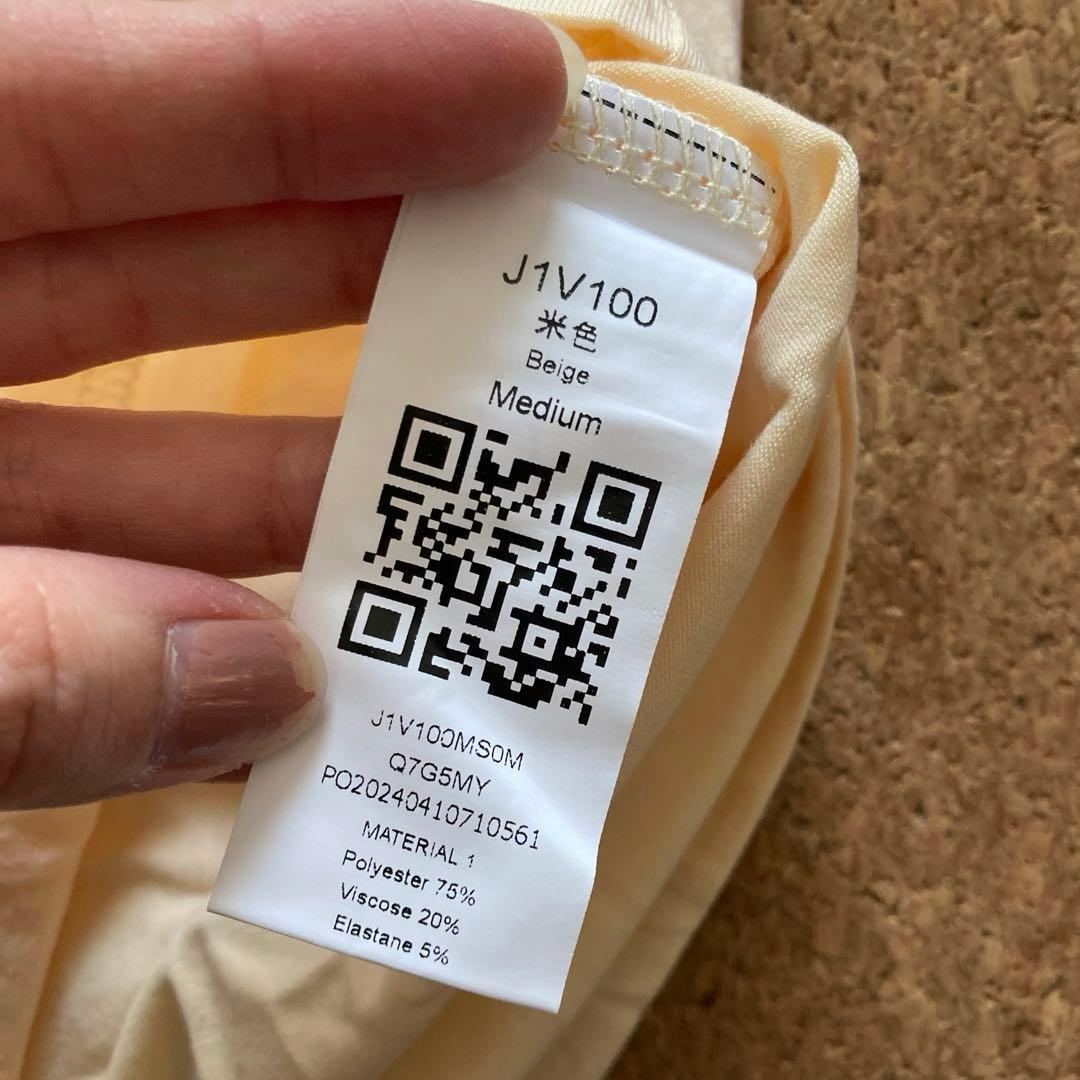 J1V100
米色
Beige
Medium
J1V100MS0M
Q7G5MY
PO20240410710561
MATERIAL 1
Polyester 75%
Viscose 20%
Elastane 5%